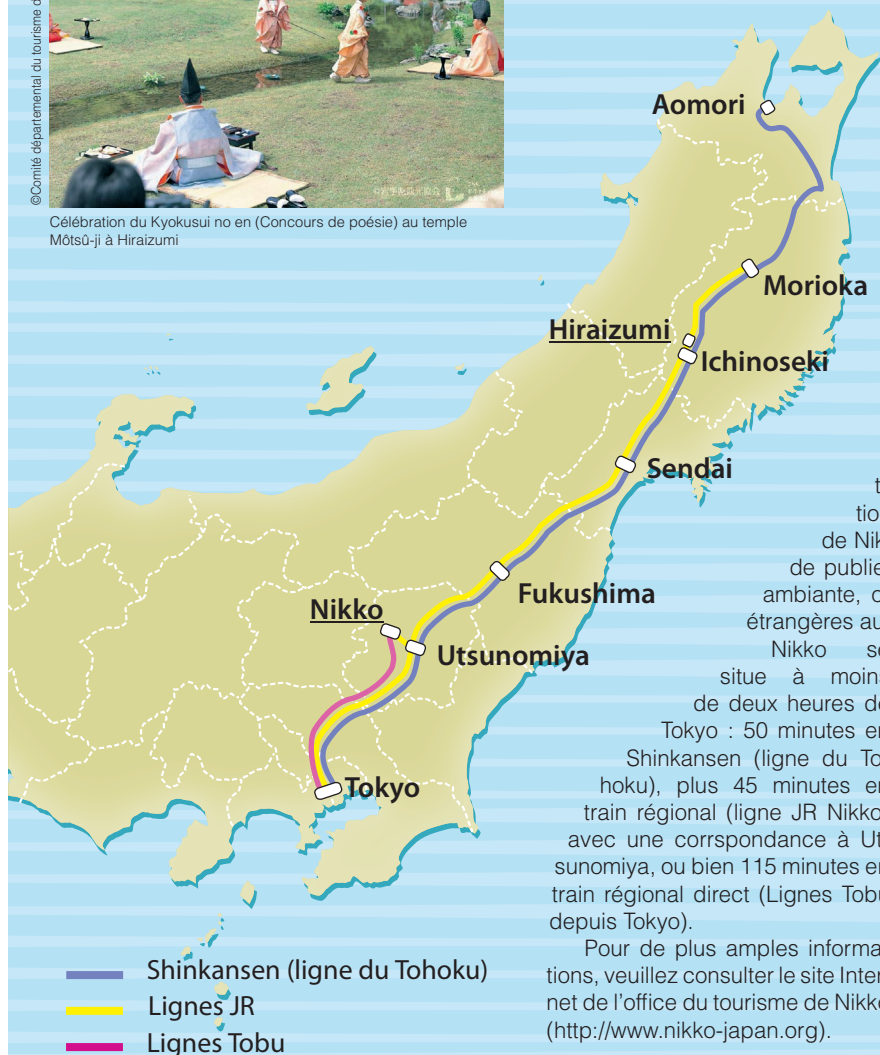 ©Comité départemental du tourisme d
Célébration du Kyokusui no en (Concours de poésie) au temple
Môtsû-ji à Hiraizumi
Aomori
Morioka
Hiraizumi
Ichinoseki
Sendai
Fukushima
Nikko
Utsunomiya
Tokyo
t
tio
de Nik
de publie
ambiante, c
étrangères au
Nikko se
situe à moins
de deux heures de
Tokyo : 50 minutes en
Shinkansen (ligne du To
hoku), plus 45 minutes en
train régional (ligne JR Nikko
avec une corrspondance à Ut
sunomiya, ou bien 115 minutes en
train régional direct (Lignes Tobu
depuis Tokyo).
Pour de plus amples informa
tions, veuillez consulter le site Inter
net de l'office du tourisme de Nikko
(http://www.nikko-japan.org).
Shinkansen (ligne du Tohoku)
Lignes JR
Lignes Tobu